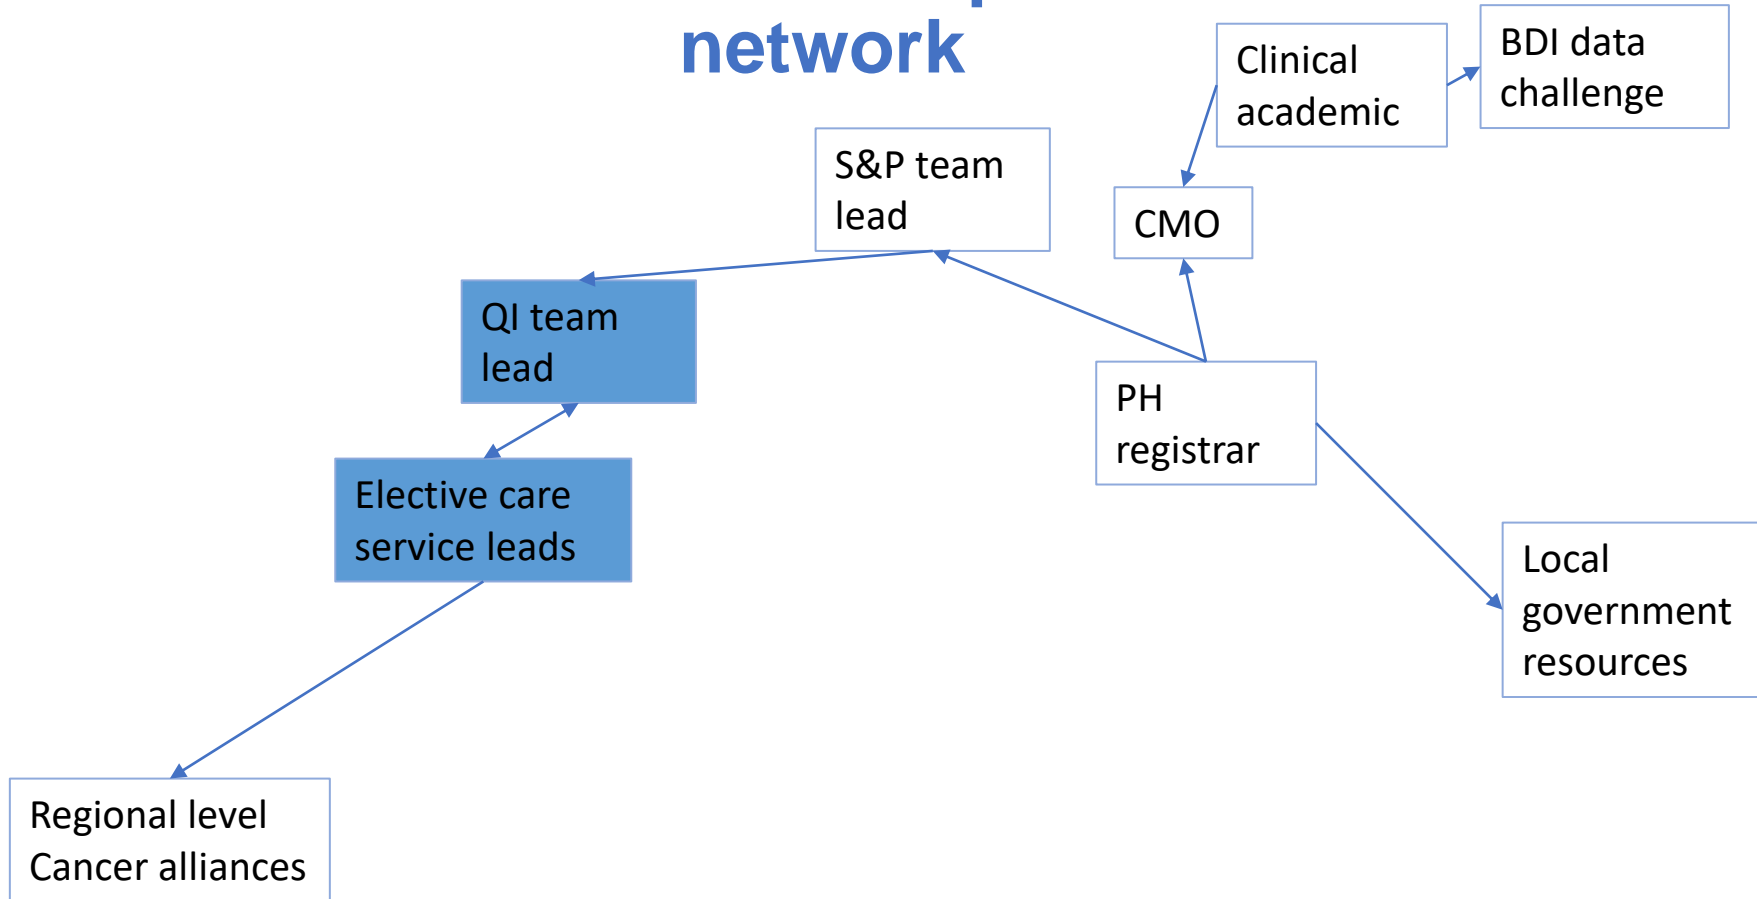 network
Clinical
academic
BDI data
challenge
S&P team
lead
CMO
QI team
lead
PH
registrar
Elective care
service leads
Local
government
resources
Regional level
Cancer alliances